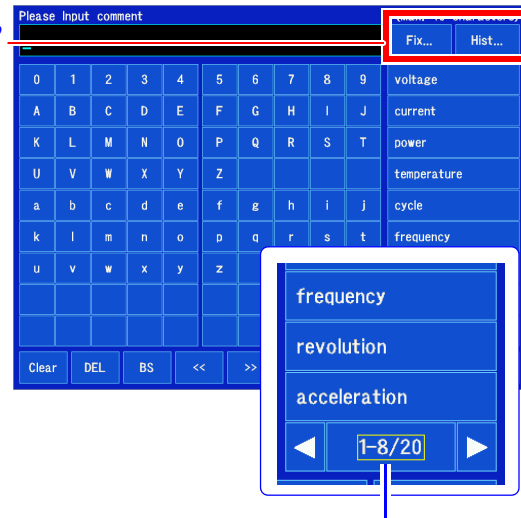 Please Input comment
Fix... Hist...
0 1 2 3 4 5 6 7 8 9 voltage
A B C D E F G H I J current
K L M N O P Q R S T power
U V W X Y Z temperature
a b c d e f g h i j cycle
k l m n o p q r s t frequency
u v w x y z
Clear DEL BS << >>
frequency
revolution
acceleration
1-8/20